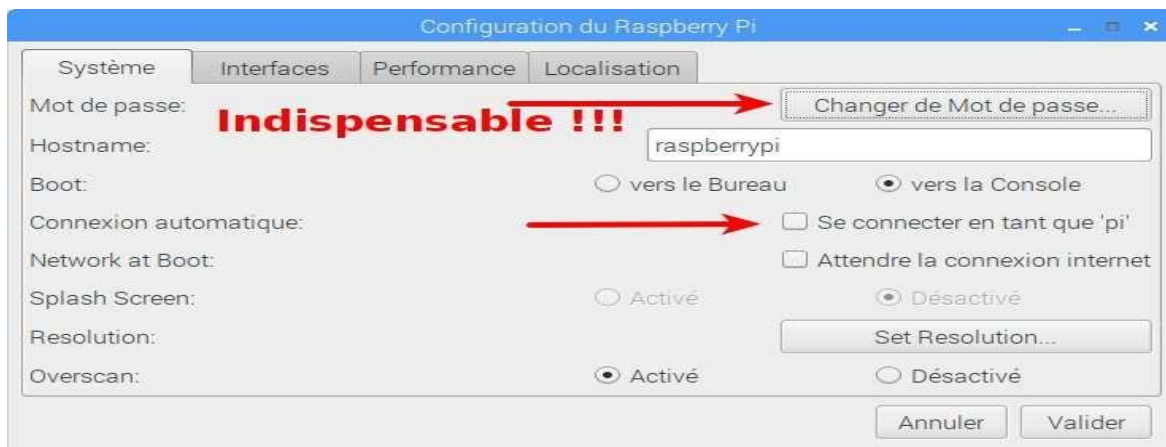 Configuration du Raspberry Pi
Système Interfaces Performance Localisation
Mot de passe: Changer de Mot de passe...
Indispensable !!!
Hostname: raspberrypi
Boot: vers le Bureau vers la Console
Connexion automatique: Se connecter en tant que 'pi'
Network at Boot: Attendre la connexion internet
Splash Screen: Activé Désactivé
Resolution: Set Resolution...
Overscan: Activé Désactivé
Annuler Valider